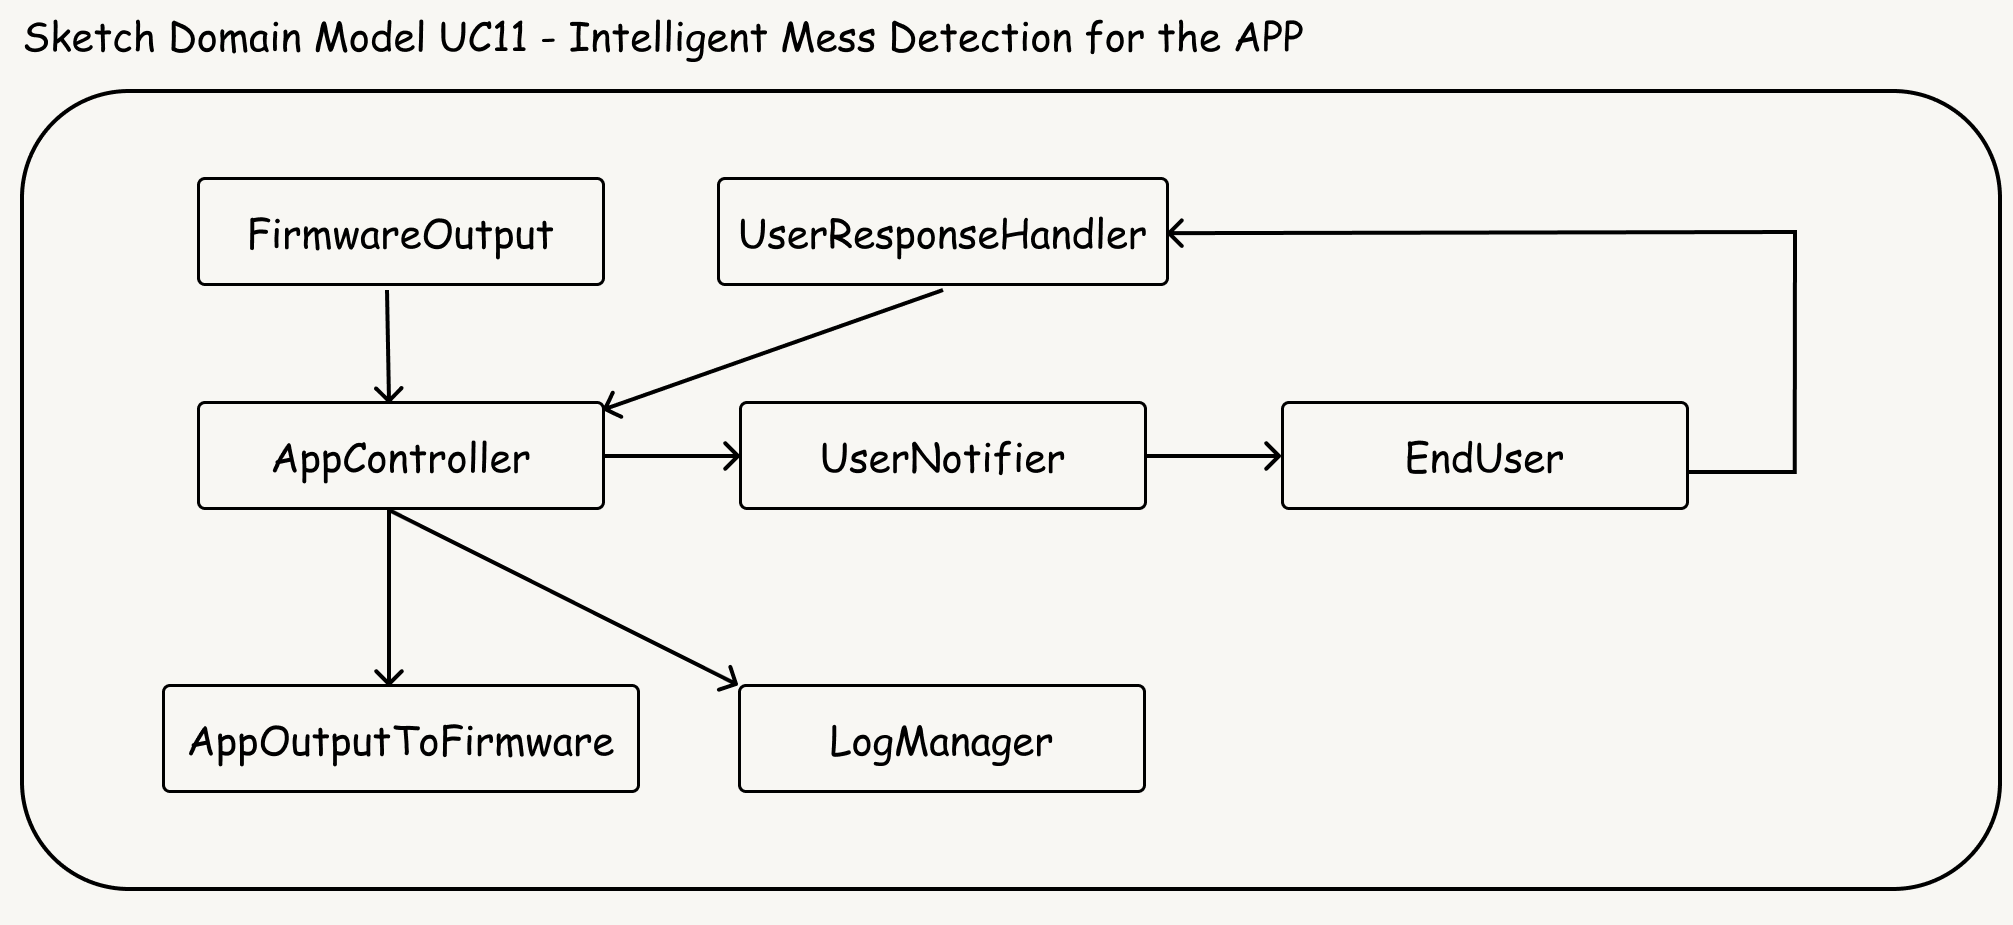 Sketch Domain Model UC11 - Intelligent Mess Detection for the APP
FirmwareOutput
UserResponseHandler
AppController
UserNotifier
EndUser
AppOutputToFirmware
LogManager